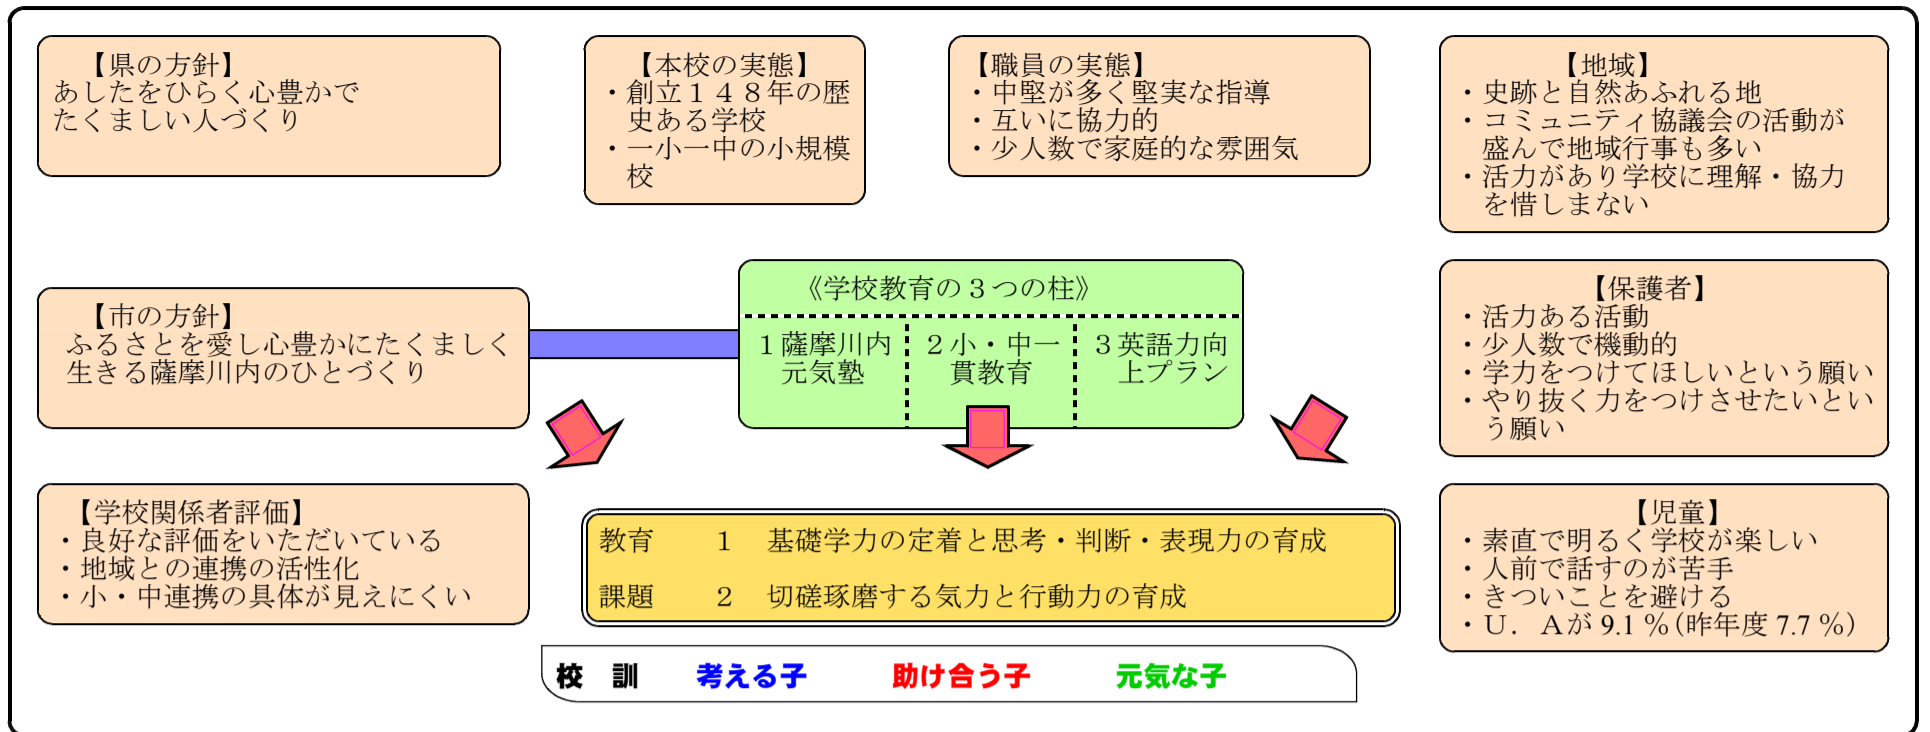 【県の方針】
あしたをひらく心豊かで
たくましい人づくり
【本校の実態】
・創立１４８年の歴
史ある学校
・一小一中の小規模
校
【職員の実態】
・中堅が多く堅実な指導
・互いに協力的
・少人数で家庭的な雰囲気
【地域】
・史跡と自然あふれる地
・コミュニティ協議会の活動が
盛んで地域行事も多い
・活力があり学校に理解・協力
を惜しまない
【市の方針】
ふるさとを愛し心豊かにたくましく
生きる薩摩川内のひとづくり
《学校教育の３つの柱》
１薩摩川内
元気塾
２小・中一
貫教育
３英語力向
上プラン
【保護者】
・活力ある活動
・少人数で機動的
・学力をつけてほしいという願い
・やり抜く力をつけさせたいとい
う願い
【学校関係者評価】
・良好な評価をいただいている
・地域との連携の活性化
・小・中連携の具体が見えにくい
教育　１　基礎学力の定着と思考・判断・表現力の育成
課題　２　切磋琢磨する気力と行動力の育成
【児童】
・素直で明るく学校が楽しい
・人前で話すのが苦手
・きついことを避ける
・Ｕ．Ａが 9.1 ％（昨年度 7.7 ％）
校　訓　考える子　助け合う子　元気な子